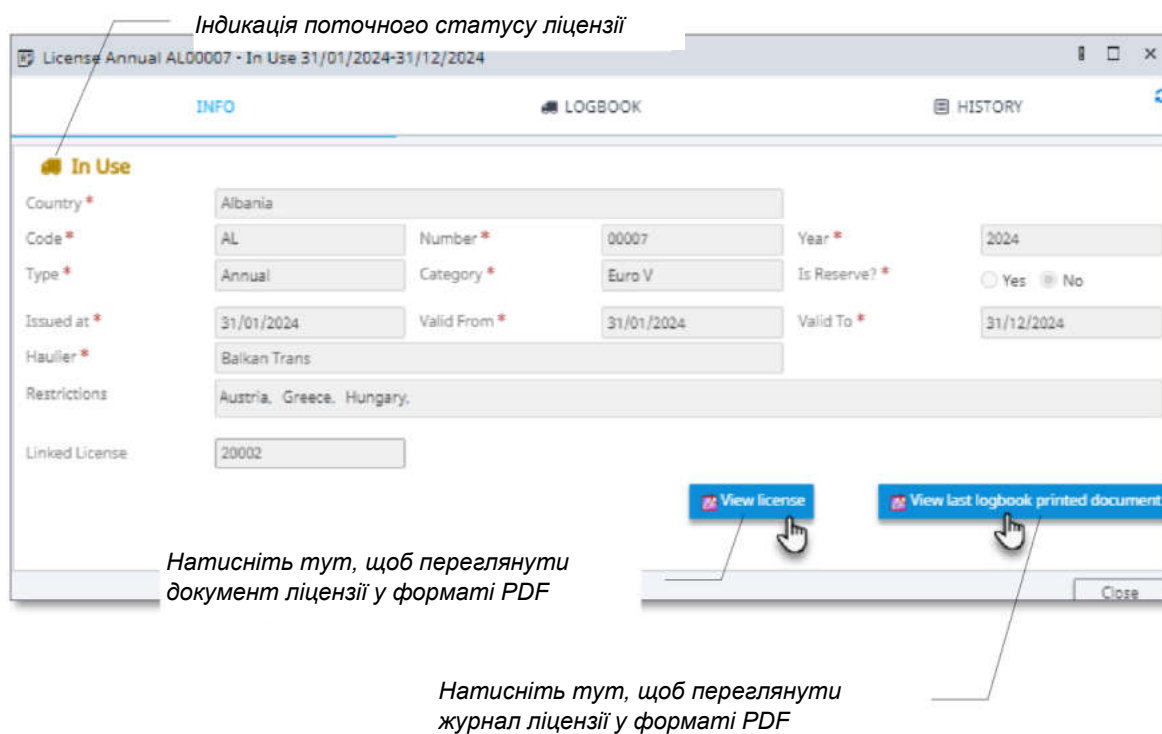 Індикація поточного статусу ліцензії
License Annual AL00007 - In Use 31/01/2024-31/12/2024
INFO LOGBOOK HISTORY
In Use
Country * Albania
Code * AL Number * 00007 Year * 2024
Type * Annual Category * Euro V Is Reserve? * Yes No
Issued at * 31/01/2024 Valid From * 31/01/2024 Valid To * 31/12/2024
Haulier * Balkan Trans
Restrictions Austria, Greece, Hungary,
Linked License 20002
View license View last logbook printed document
Натисніть тут, щоб переглянути
документ ліцензії у форматі PDF
Close
Натисніть тут, щоб переглянути
журнал ліцензії у форматі PDF